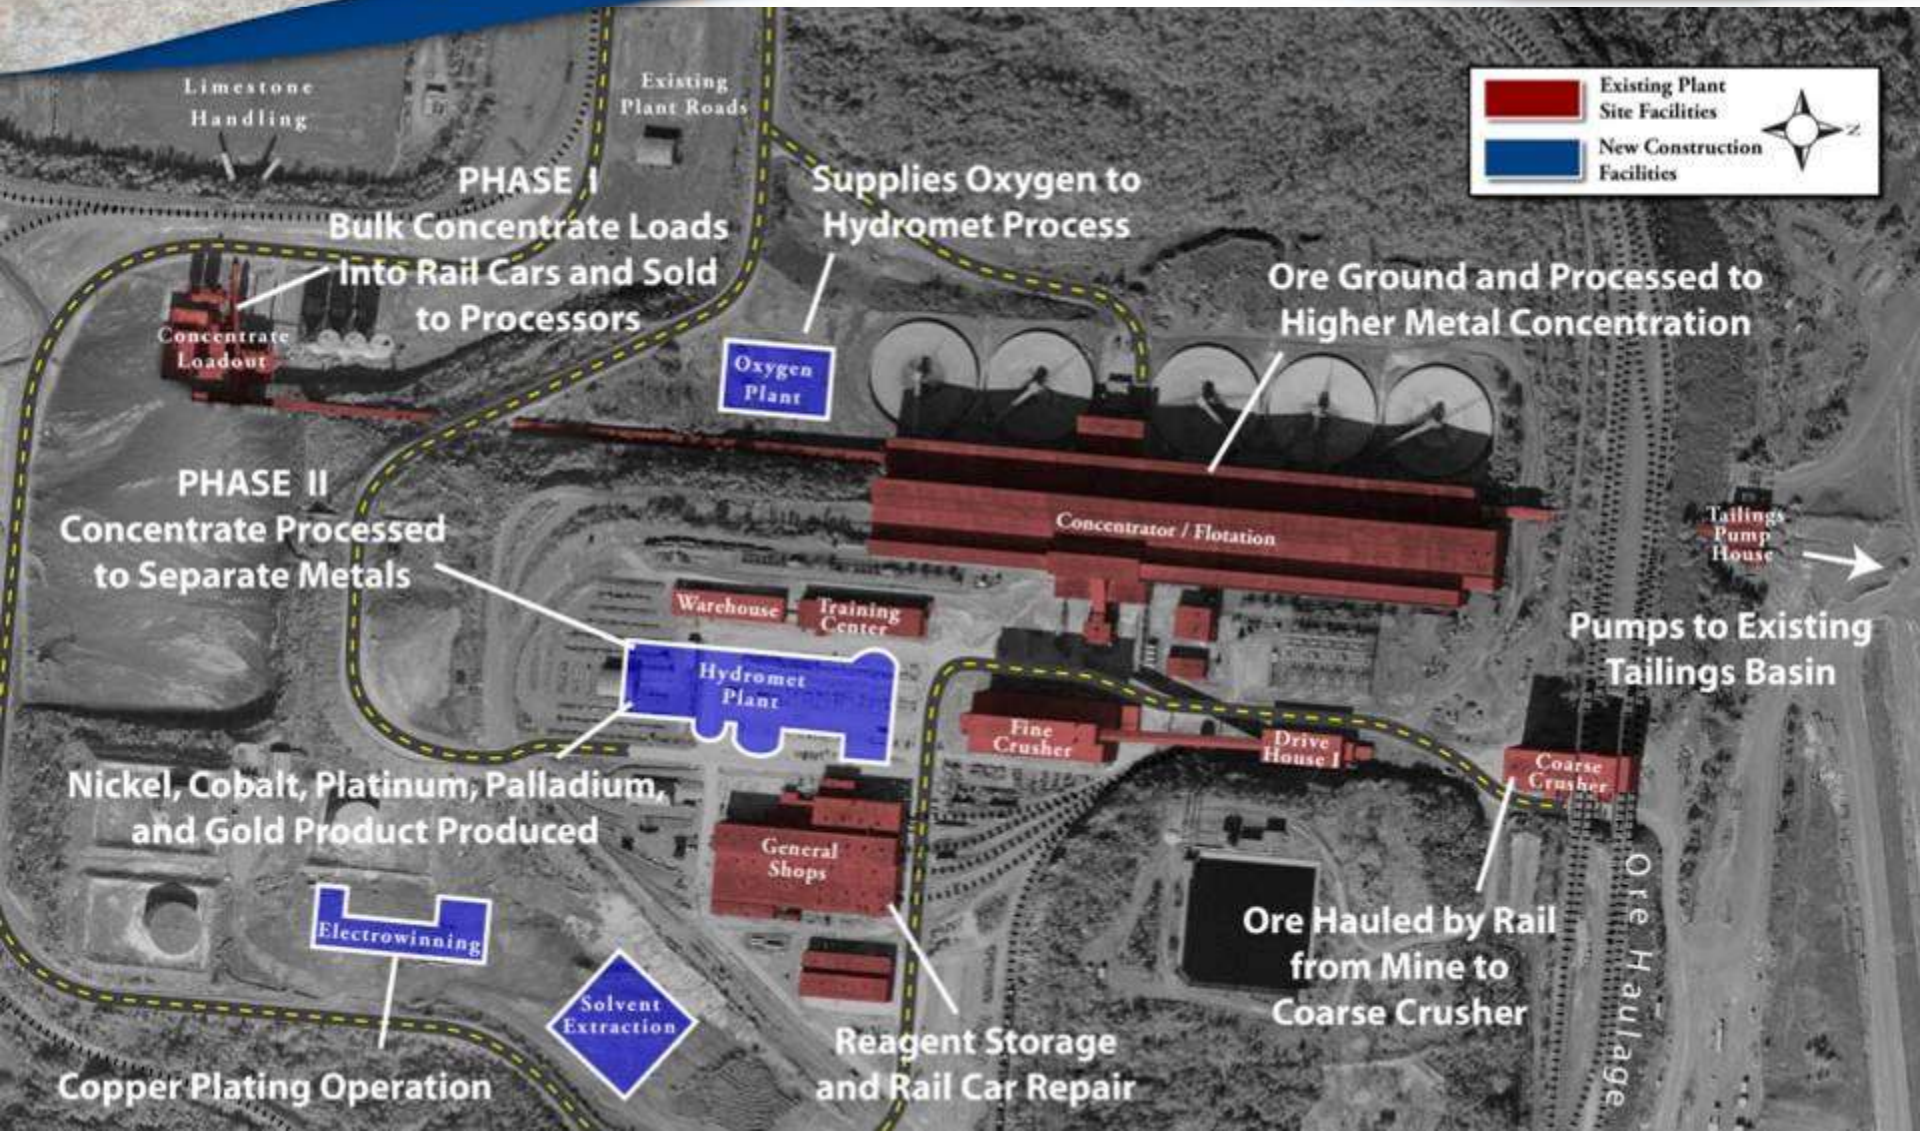 Limestone
Handling
Existing
Plant Roads
Existing Plant
Site Facilities
New Construction
Facilities
N
PHASE I
Bulk Concentrate Loads
Into Rail Cars and Sold
to Processors
Supplies Oxygen to
Hydromet Process
Ore Ground and Processed to
Higher Metal Concentration
Concentrate
Loadout
Oxygen
Plant
PHASE II
Concentrate Processed
to Separate Metals
Concentrator / Flotation
Tailings
Pump
House
Warehouse
Training
Center
Pumps to Existing
Tailings Basin
Hydromet
Plant
Fine
Crusher
Drive
House I
Coarse
Crusher
Nickel, Cobalt, Platinum, Palladium,
and Gold Product Produced
General
Shops
Ore Haulage
Electrowinning
Ore Hauled by Rail
from Mine to
Coarse Crusher
Solvent
Extraction
Reagent Storage
and Rail Car Repair
Copper Plating Operation